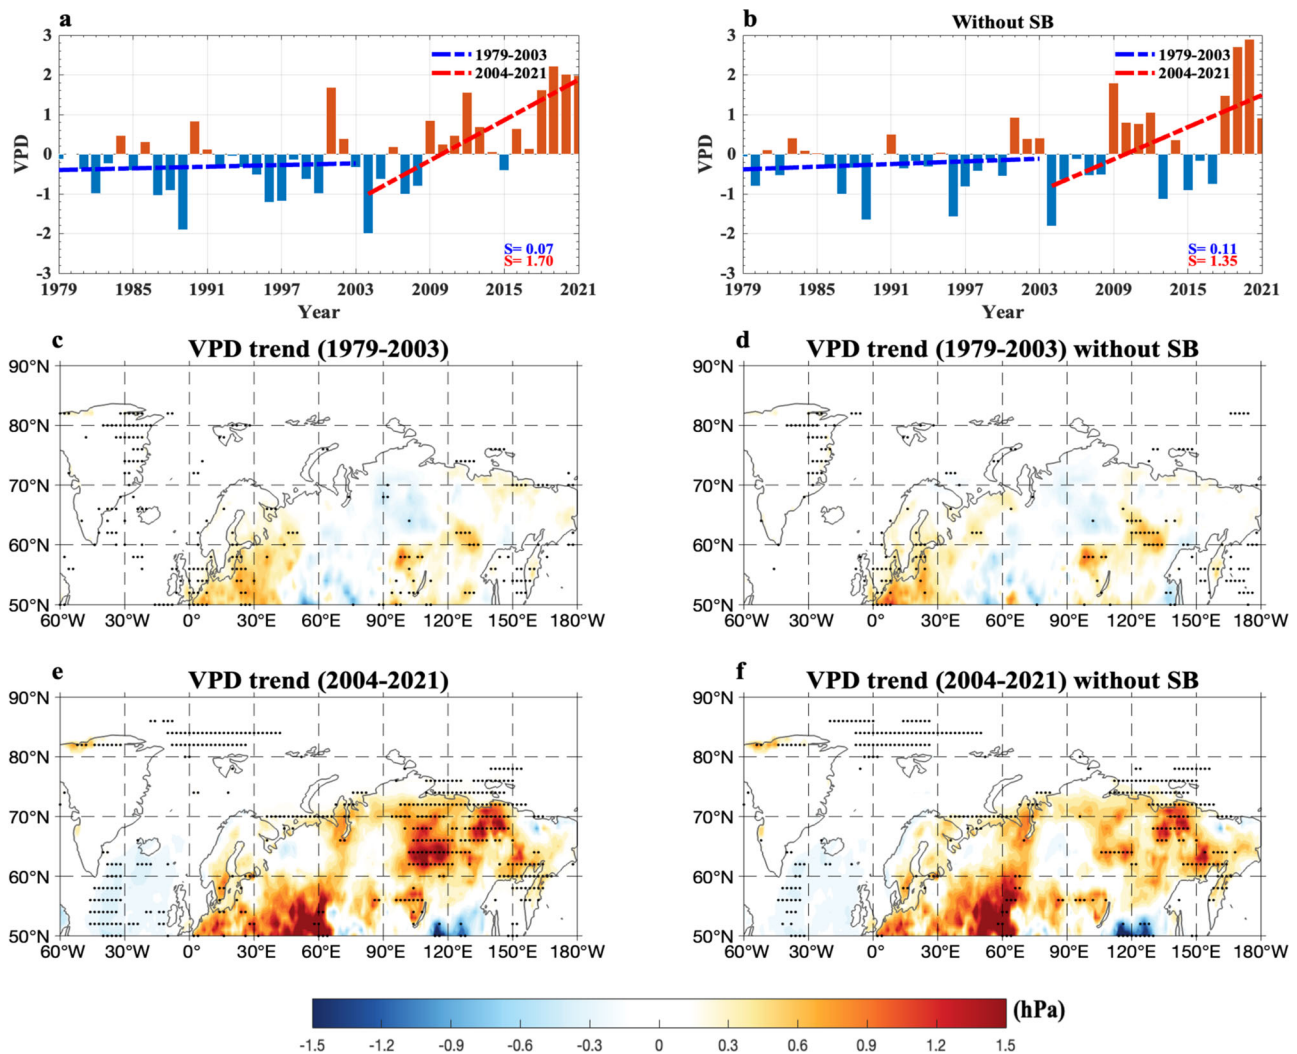 a
3
2
1
0
-1
-2
-3
VPD
1979-2003
2004-2021
S= 0.07
S= 1.70
1979 1985 1991 1997 2003 2009 2015 2021
Year
b
Without SB
3
2
1
0
-1
-2
-3
VPD
1979-2003
2004-2021
S= 0.11
S= 1.35
1979 1985 1991 1997 2003 2009 2015 2021
Year
c
VPD trend (1979-2003)
90°N
80°N
70°N
60°N
50°N
60°W 30°W 0° 30°E 60°E 90°E 120°E 150°E 180°W
d
VPD trend (1979-2003) without SB
90°N
80°N
70°N
60°N
50°N
60°W 30°W 0° 30°E 60°E 90°E 120°E 150°E 180°W
e
VPD trend (2004-2021)
90°N
80°N
70°N
60°N
50°N
60°W 30°W 0° 30°E 60°E 90°E 120°E 150°E 180°W
f
VPD trend (2004-2021) without SB
90°N
80°N
70°N
60°N
50°N
60°W 30°W 0° 30°E 60°E 90°E 120°E 150°E 180°W
(hPa)
-1.5 -1.2 -0.9 -0.6 -0.3 0 0.3 0.6 0.9 1.2 1.5